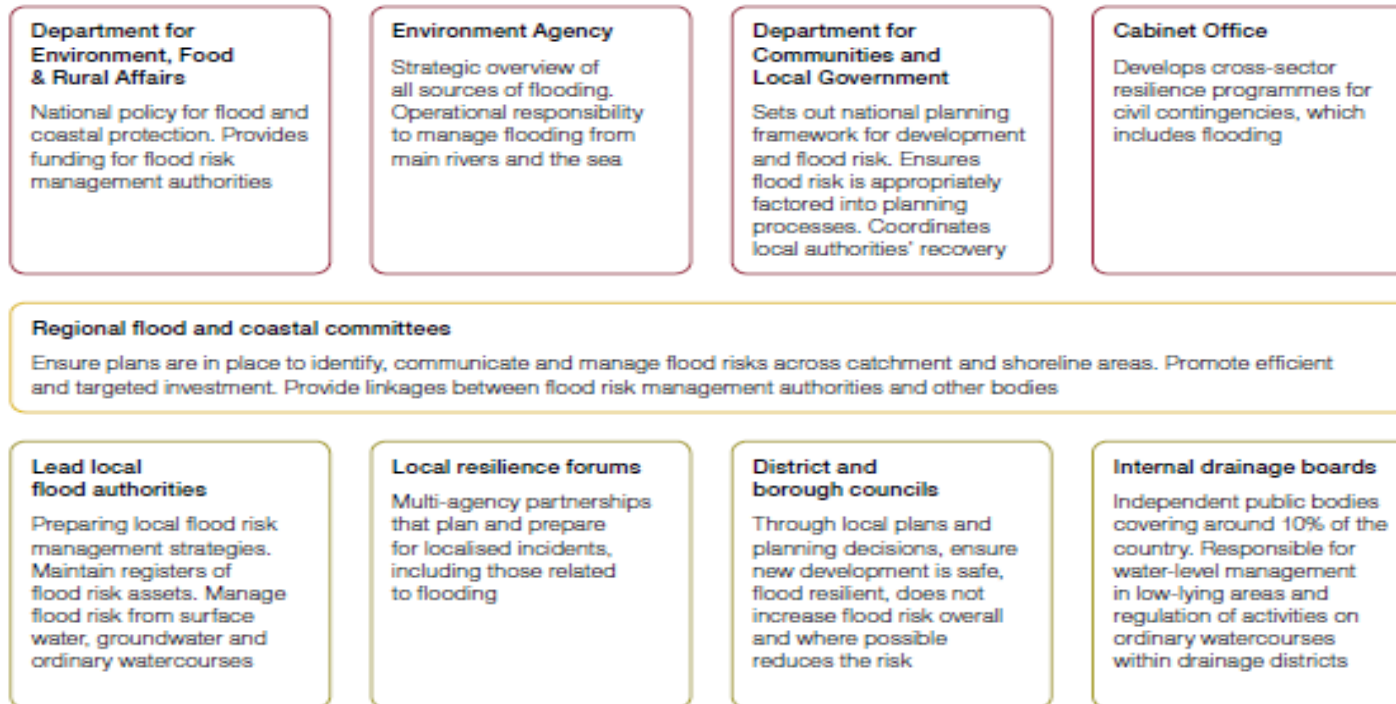 Department for
Environment, Food
& Rural Affairs
National policy for flood and
coastal protection. Provides
funding for flood risk
management authorities
Environment Agency
Strategic overview of
all sources of flooding.
Operational responsibility
to manage flooding from
main rivers and the sea
Department for
Communities and
Local Government
Sets out national planning
framework for development
and flood risk. Ensures
flood risk is appropriately
factored into planning
processes. Coordinates
local authorities' recovery
Cabinet Office
Develops cross-sector
resilience programmes for
civil contingencies, which
includes flooding
Regional flood and coastal committees
Ensure plans are in place to identify, communicate and manage flood risks across catchment and shoreline areas. Promote efficient
and targeted investment. Provide linkages between flood risk management authorities and other bodies
Lead local
flood authorities
Preparing local flood risk
management strategies.
Maintain registers of
flood risk assets. Manage
flood risk from surface
water, groundwater and
ordinary watercourses
Local resilience forums
Multi-agency partnerships
that plan and prepare
for localised incidents,
including those related
to flooding
District and
borough councils
Through local plans and
planning decisions, ensure
new development is safe,
flood resilient, does not
increase flood risk overall
and where possible
reduces the risk
Internal drainage boards
Independent public bodies
covering around 10% of the
country. Responsible for
water-level management
in low-lying areas and
regulation of activities on
ordinary watercourses
within drainage districts